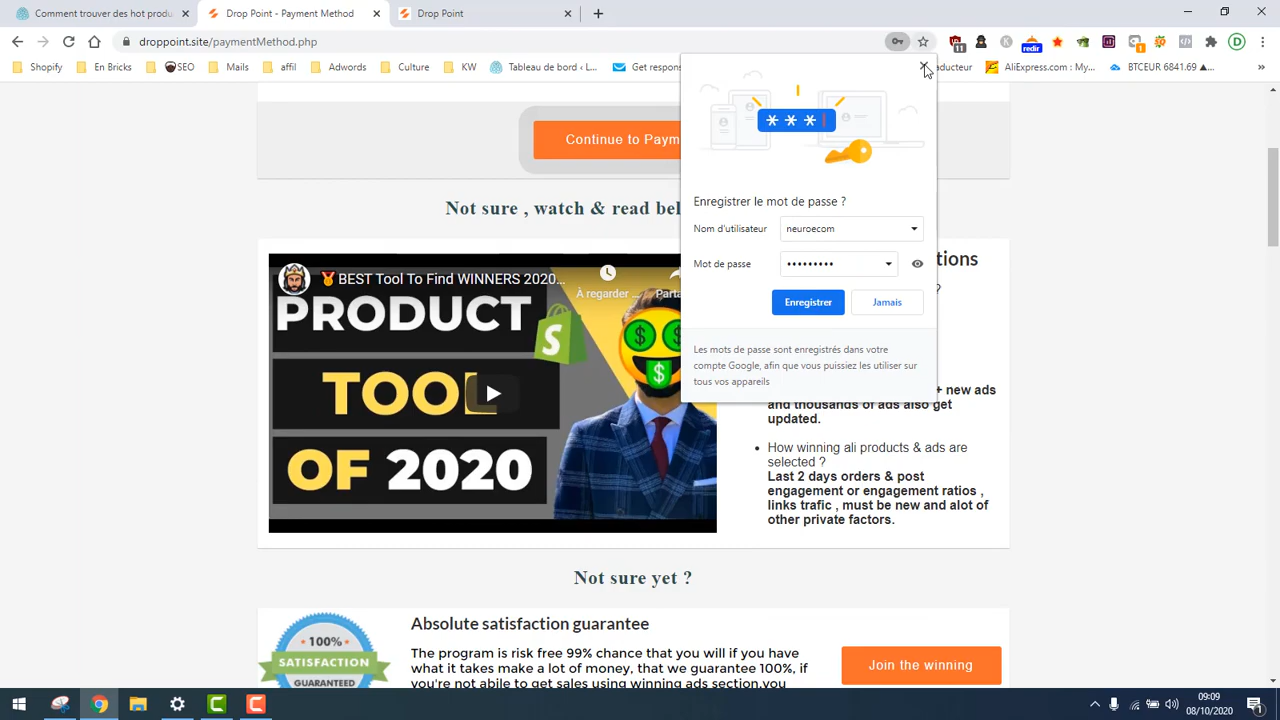 Comment trouver des hot produ
Drop Point - Payment Method
Drop Point
droppoint.site/paymentMethod.php
11
redir
1
D
Shopify
En Bricks
SEO
affil
Adwords
Culture
KW
Tableau de bord ‹ L...
Get respons
aducteur
AliExpress.com : My...
BTCEUR 6841.69 ▲...
»
Continue to Paym
Enregistrer le mot de passe ?
Nom d'utilisateur
neuroecom
Mot de passe
•••••••••
Enregistrer
Jamais
Les mots de passe sont enregistrés dans votre
compte Google, afin que vous puissiez les utiliser sur
tous vos appareils
Not sure , watch & read bel
BEST Tool To Find WINNERS 2020...
À regarder ...
Parta
PRODUCT
TOOL
OF 2020
tions
?
+ new ads
and thousands of ads also get
updated.
• How winning ali products & ads are
selected ?
Last 2 days orders & post
engagement or engagement ratios ,
links trafic , must be new and alot of
other private factors.
Not sure yet ?
100%
SATISFACTION
GUARANTEED
Absolute satisfaction guarantee
The program is risk free 99% chance that you will if you have
what it takes make a lot of money, that we guarantee 100%, if
you're not abile to get sales using winning ads section,you
Join the winning
09:09
08/10/2020
1